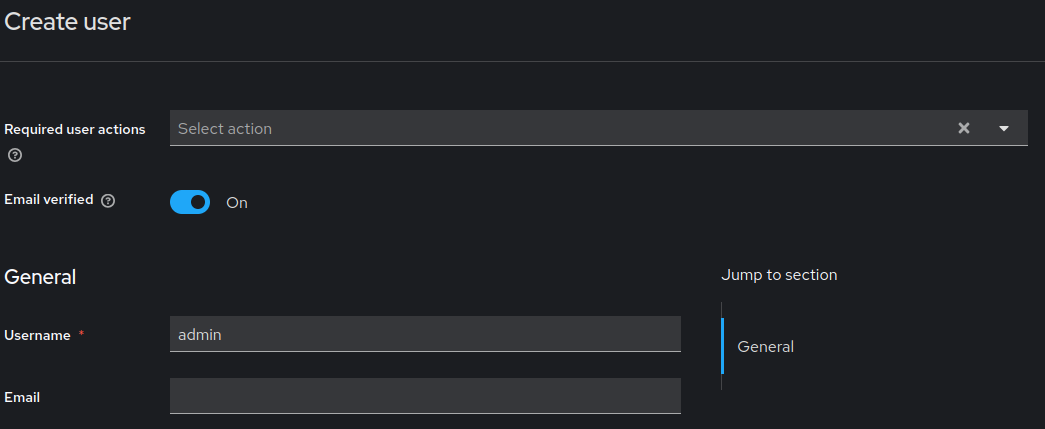 Create user
Required user actions
Select action
Email verified
On
General
Jump to section
Username *
admin
General
Email